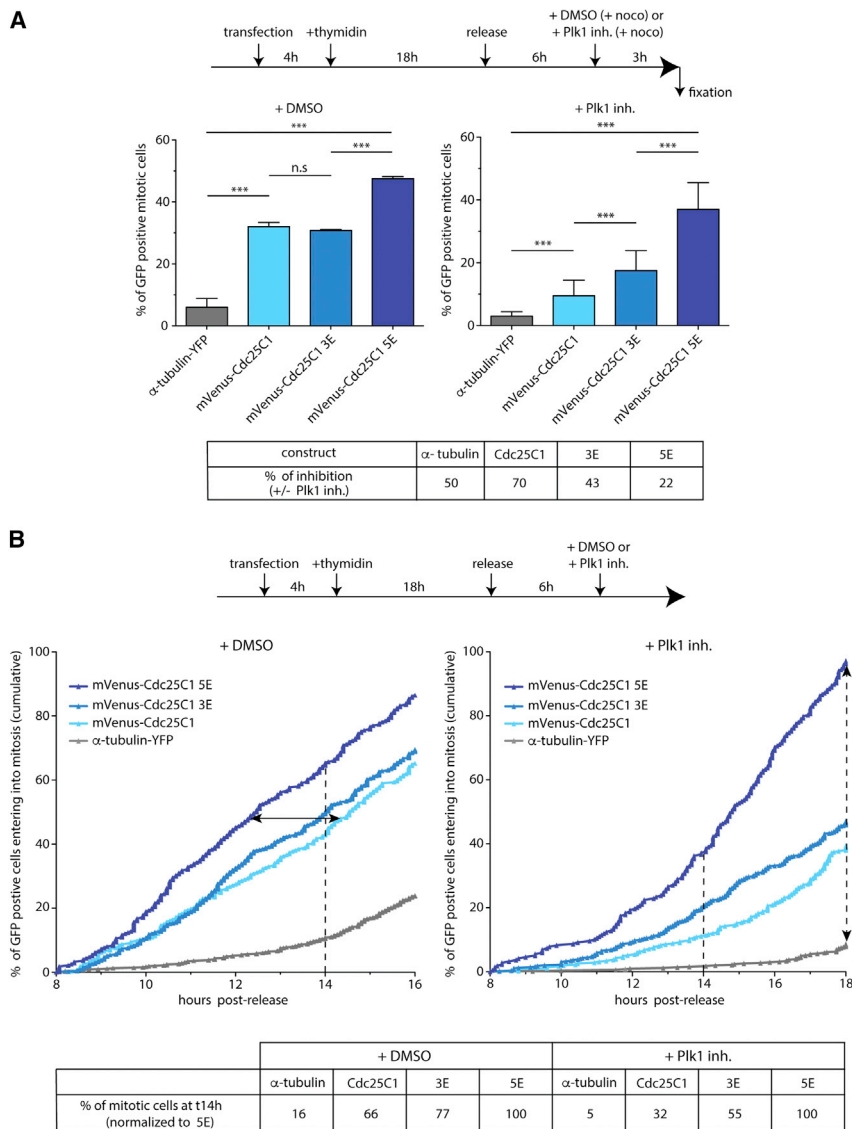 A
+ DMSO (+ noco) or
transfection +thymidin release + Plk1 inh. (+ noco)
4h 18h 6h 3h
fixation
+ DMSO
% of GFP positive mitotic cells
60
40
20
0
***
n.s
***
***
α-tubulin-YFP
mVenus-Cdc25C1
mVenus-Cdc25C1 3E
mVenus-Cdc25C1 5E
+ Plk1 inh.
% of GFP positive mitotic cells
60
40
20
0
***
***
***
***
α-tubulin-YFP
mVenus-Cdc25C1
mVenus-Cdc25C1 3E
mVenus-Cdc25C1 5E
construct α- tubulin Cdc25C1 3E 5E
% of inhibition
(+/- Plk1 inh.) 50 70 43 22
B
+ DMSO or
transfection +thymidin release + Plk1 inh.
4h 18h 6h
+ DMSO
% of GFP postive cells entering into mitosis (cumulative)
100
80
60
40
20
0
mVenus-Cdc25C1 5E
mVenus-Cdc25C1 3E
mVenus-Cdc25C1
α-tubulin-YFP
8 10 12 14 16
hours post-release
+ Plk1 inh.
% of GFP postive cells entering into mitosis (cumulative)
100
80
60
40
20
0
mVenus-Cdc25C1 5E
mVenus-Cdc25C1 3E
mVenus-Cdc25C1
α-tubulin-YFP
8 10 12 14 16 18
hours post-release
+ DMSO + Plk1 inh.
α-tubulin Cdc25C1 3E 5E α-tubulin Cdc25C1 3E 5E
% of mitotic cells at t14h
(normalized to 5E) 16 66 77 100 5 32 55 100